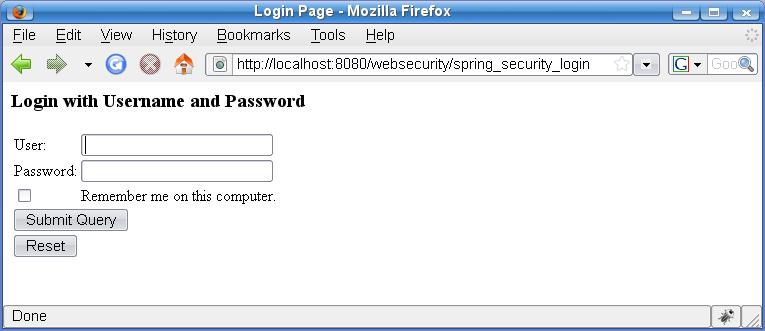 Login Page - Mozilla Firefox
File Edit View History Bookmarks Tools Help
http://localhost:8080/websecurity/spring_security_login G Goo
Login with Username and Password
User:
Password:
Remember me on this computer.
Submit Query
Reset
Done